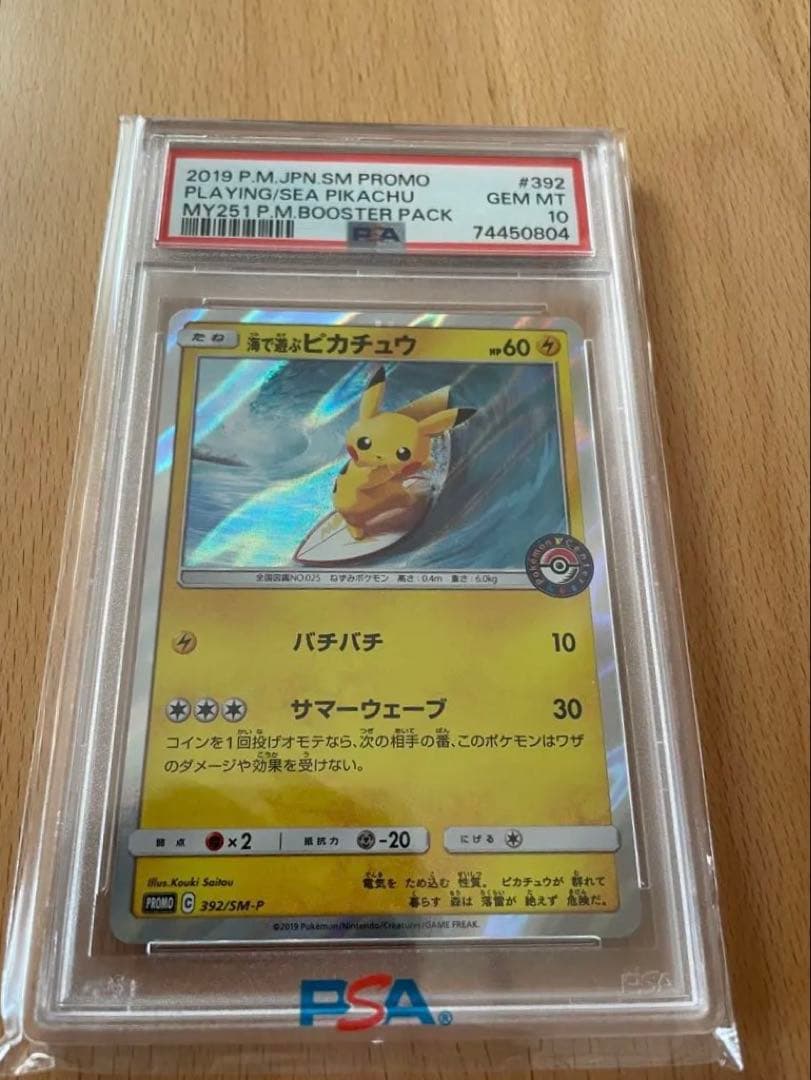 2019 P.M.JPN.SM PROMO #392
PLAYING/SEA PIKACHU GEM MT
MY251 P.M.BOOSTER PACK 10
PSA 74450804
たね 海で遊ぶピカチュウ HP60
Pokémon Center
全国図鑑NO.025 ねずみポケモン 高さ:0.4m 重さ:6.0kg
バチバチ 10
サマーウェーブ 30
コインを1回投げオモテなら、次の相手の番、このポケモンはワザ
のダメージや効果を受けない。
弱点 ×2 抵抗力 -20 にげる
Illus.Kouki Saitou
電気を ためこむ 性質。 ピカチュウが 群れて
暮らす 森は 落雷が 絶えず 危険だ。
PROMO C 392/SM-P
©2019 Pokémon/Nintendo/Creatures/GAME FREAK.
PSA
PSA®